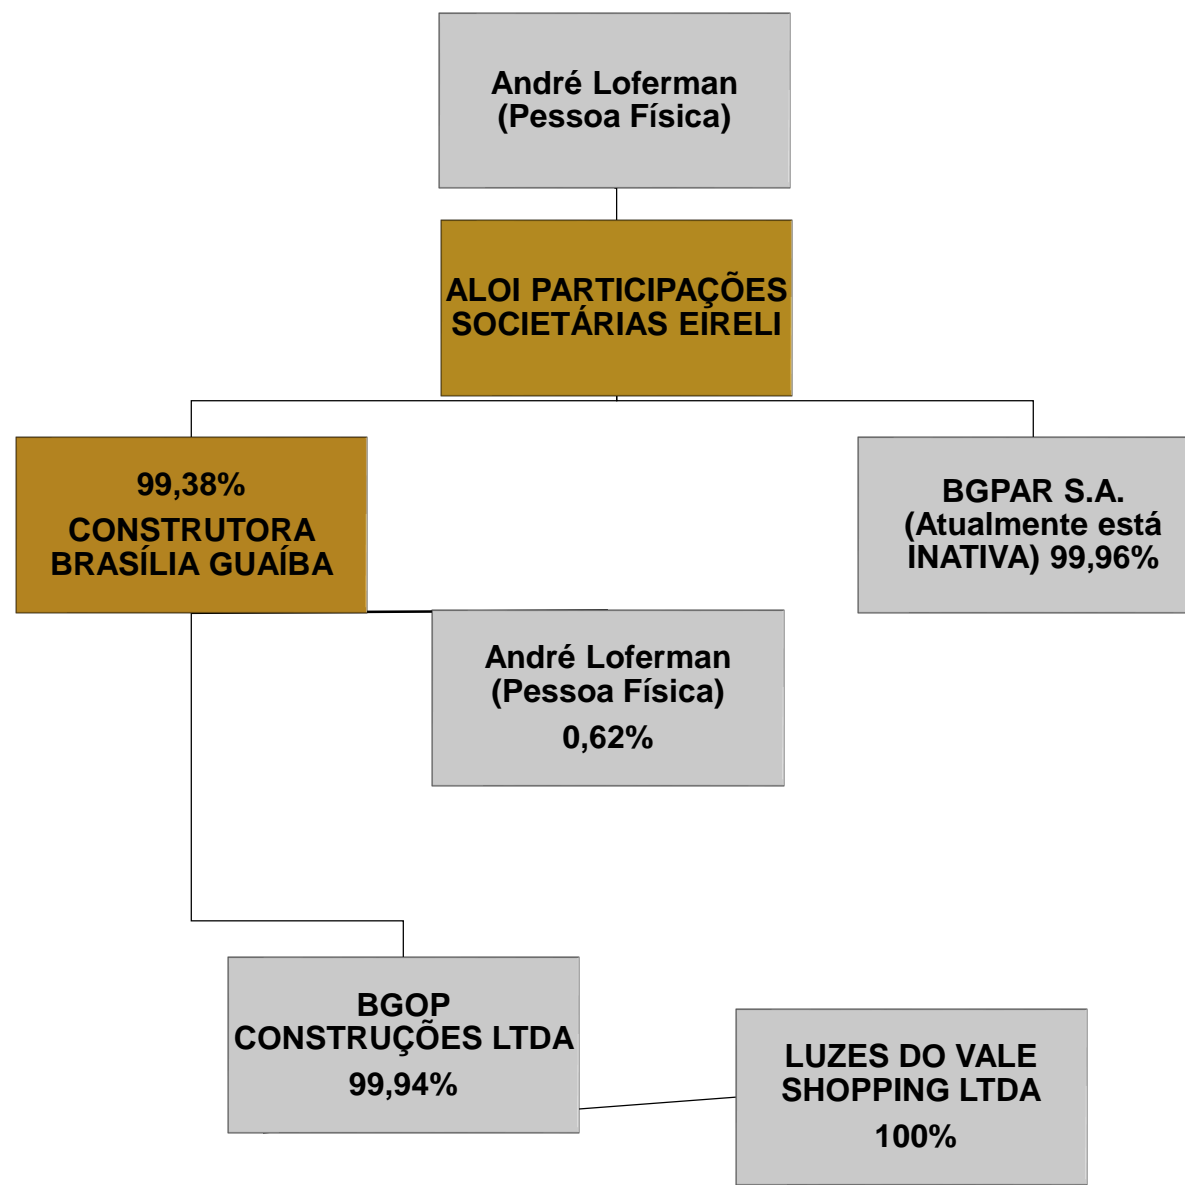 André Loferman
(Pessoa Física)
ALOI PARTICIPAÇÕES
SOCIETÁRIAS EIRELI
99,38%
CONSTRUTORA
BRASÍLIA GUAÍBA
BGPAR S.A.
(Atualmente está
INATIVA) 99,96%
André Loferman
(Pessoa Física)
0,62%
BGOP
CONSTRUÇÕES LTDA
99,94%
LUZES DO VALE
SHOPPING LTDA
100%